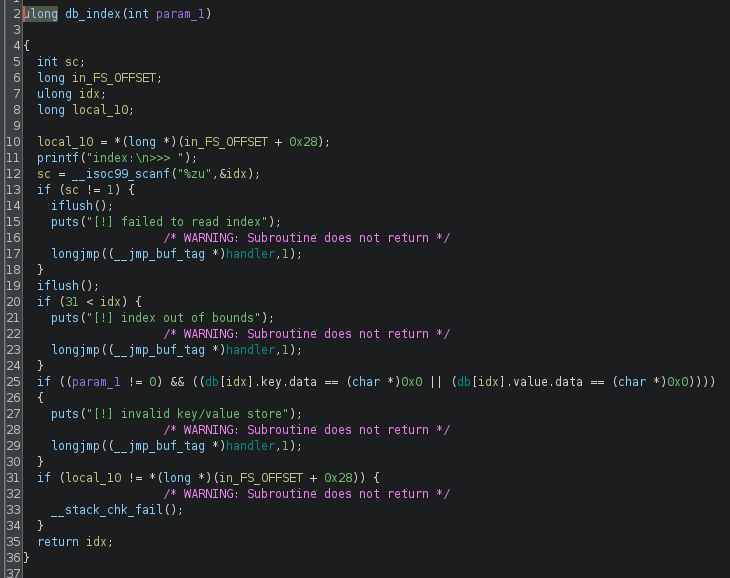 2 ulong db_index(int param_1)
3
4 {
5 int sc;
6 long in_FS_OFFSET;
7 ulong idx;
8 long local_10;
9
10 local_10 = *(long *)(in_FS_OFFSET + 0x28);
11 printf("index:\n>>> ");
12 sc = __isoc99_scanf("%zu",&idx);
13 if (sc != 1) {
14 iflush();
15 puts("[!] failed to read index");
16 /* WARNING: Subroutine does not return */
17 longjmp((__jmp_buf_tag *)handler,1);
18 }
19 iflush();
20 if (31 < idx) {
21 puts("[!] index out of bounds");
22 /* WARNING: Subroutine does not return */
23 longjmp((__jmp_buf_tag *)handler,1);
24 }
25 if ((param_1 != 0) && ((db[idx].key.data == (char *)0x0 || (db[idx].value.data == (char *)0x0))))
26 {
27 puts("[!] invalid key/value store");
28 /* WARNING: Subroutine does not return */
29 longjmp((__jmp_buf_tag *)handler,1);
30 }
31 if (local_10 != *(long *)(in_FS_OFFSET + 0x28)) {
32 /* WARNING: Subroutine does not return */
33 __stack_chk_fail();
34 }
35 return idx;
36 }
37